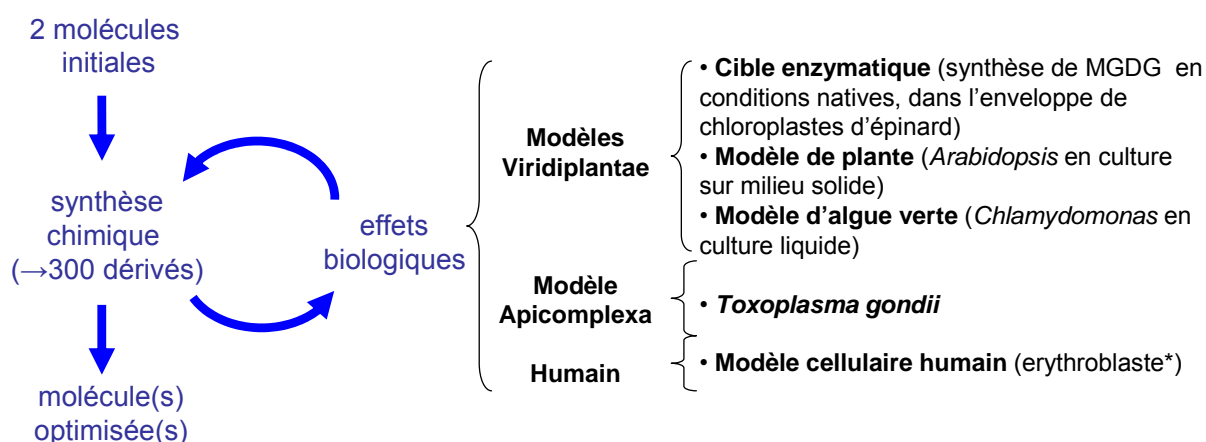 2 molécules
initiales
synthèse
chimique
(→300 dérivés)
molécule(s)
optimisée(s)
effets
biologiques
Modèles
Viridiplantae
• Cible enzymatique (synthèse de MGDG en
conditions natives, dans l’enveloppe de
chloroplastes d’épinard)
• Modèle de plante (Arabidopsis en culture
sur milieu solide)
• Modèle d’algue verte (Chlamydomonas en
culture liquide)
Modèle
Apicomplexa
• Toxoplasma gondii
Humain
• Modèle cellulaire humain (erythroblaste*)